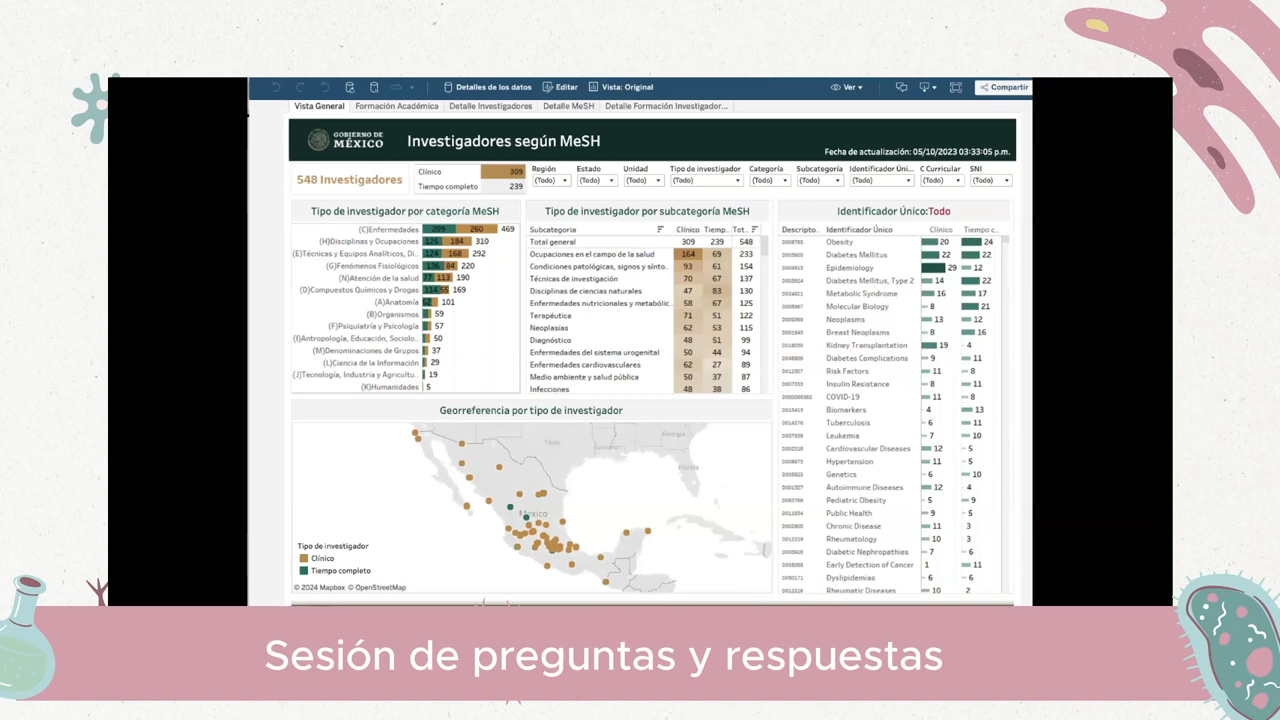 Detalles de los datos
Editar
Vista: Original
Ver
Compartir
Vista General
Formación Académica
Detalle Investigadores
Detalle MeSH
Detalle Formación Investigador...
GOBIERNO DE
MÉXICO
Investigadores según MeSH
Fecha de actualización: 05/10/2023 03:33:05 p.m.
548 Investigadores
Clínico 309
Tiempo completo 239
Región Estado Unidad Tipo de investigador Categoría Subcategoría Identificador Úni... C Curricular SNI
(Todo) (Todo) (Todo) (Todo) (Todo) (Todo) (Todo) (Todo) (Todo)
Tipo de investigador por categoría MeSH
(C)Enfermedades 209 260 469
(H)Disciplinas y Ocupaciones 126 184 310
(E)Técnicas y Equipos Analíticos, Di.. 124 168 292
(G)Fenómenos Fisiológicos 136 84 220
(N)Atención de la salud 77 113 190
(D)Compuestos Químicos y Drogas 114 55 169
(A)Anatomía 62 101
(B)Organismos 59
(F)Psiquiatría y Psicología 57
(I)Antropología, Educación, Sociolo.. 50
(M)Denominaciones de Grupos 37
(L)Ciencia de la Información 29
(J)Tecnología, Industria y Agricultu.. 19
(K)Humanidades 5
Tipo de investigador por subcategoría MeSH
Subcategoria Clínico Tiemp.. Tot..
Total general 309 239 548
Ocupaciones en el campo de la salud 164 69 233
Condiciones patológicas, signos y sínto.. 93 61 154
Técnicas de investigación 70 67 137
Disciplinas de ciencias naturales 47 83 130
Enfermedades nutricionales y metabólic.. 58 67 125
Terapéutica 71 51 122
Neoplasias 62 53 115
Diagnóstico 48 51 99
Enfermedades del sistema urogenital 50 44 94
Enfermedades cardiovasculares 62 27 89
Medio ambiente y salud pública 50 37 87
Infecciones 48 38 86
Identificador Único:Todo
Descripto.. Identificador Único Clínico Tiempo c..
Obesity 20 24
Diabetes Mellitus 22 22
Epidemiology 29 12
Diabetes Mellitus, Type 2 14 22
Metabolic Syndrome 16 17
Molecular Biology 8 21
Neoplasms 13 12
Breast Neoplasms 8 16
Kidney Transplantation 19 4
Diabetes Complications 9 11
Risk Factors 11 8
Insulin Resistance 8 11
COVID-19 11 8
Biomarkers 4 13
Tuberculosis 6 11
Leukemia 7 10
Cardiovascular Diseases 12 5
Hypertension 11 5
Genetics 6 10
Autoimmune Diseases 12 4
Pediatric Obesity 5 9
Public Health 9 5
Chronic Disease 11 3
Rheumatology 10 3
Diabetic Nephropathies 7 6
Early Detection of Cancer 1 11
Dyslipidemias 6 6
Rheumatic Diseases 10 2
Georreferencia por tipo de investigador
Georgia
Texas
Florida
Mexico
Tipo de investigador
Clínico
Tiempo completo
© 2024 Mapbox © OpenStreetMap
Sesión de preguntas y respuestas